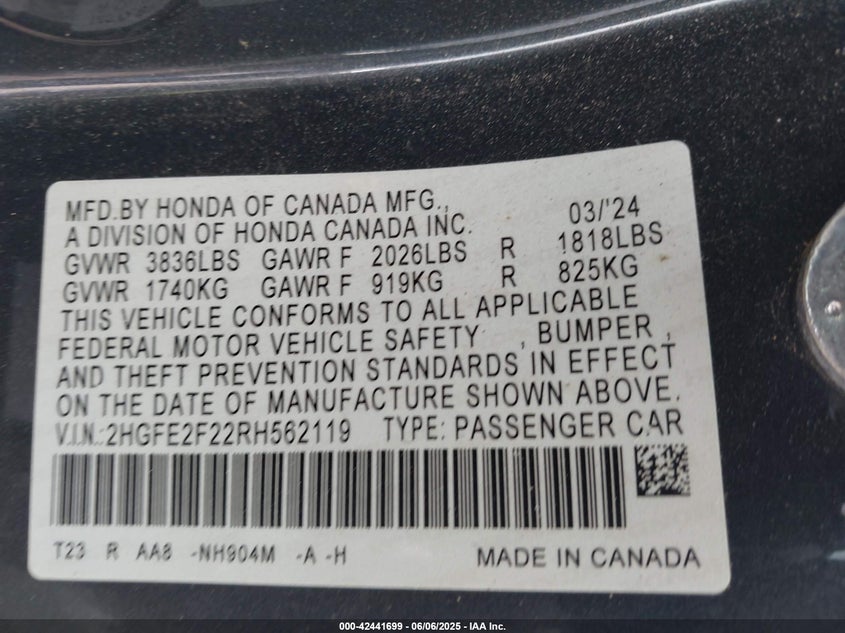 MFD.BY HONDA OF CANADA MFG., 03/'24
A DIVISION OF HONDA CANADA INC.
GVWR 3836LBS GAWR F 2026LBS R 1818LBS
GVWR 1740KG GAWR F 919KG R 825KG
THIS VEHICLE CONFORMS TO ALL APPLICABLE
FEDERAL MOTOR VEHICLE SAFETY , BUMPER ,
AND THEFT PREVENTION STANDARDS IN EFFECT
ON THE DATE OF MANUFACTURE SHOWN ABOVE.
V.I.N.:2HGFE2F22RH562119 TYPE: PASSENGER CAR
T23 R AA8 -NH904M -A -H MADE IN CANADA
000-42441699 - 06/06/2025 - IAA Inc.